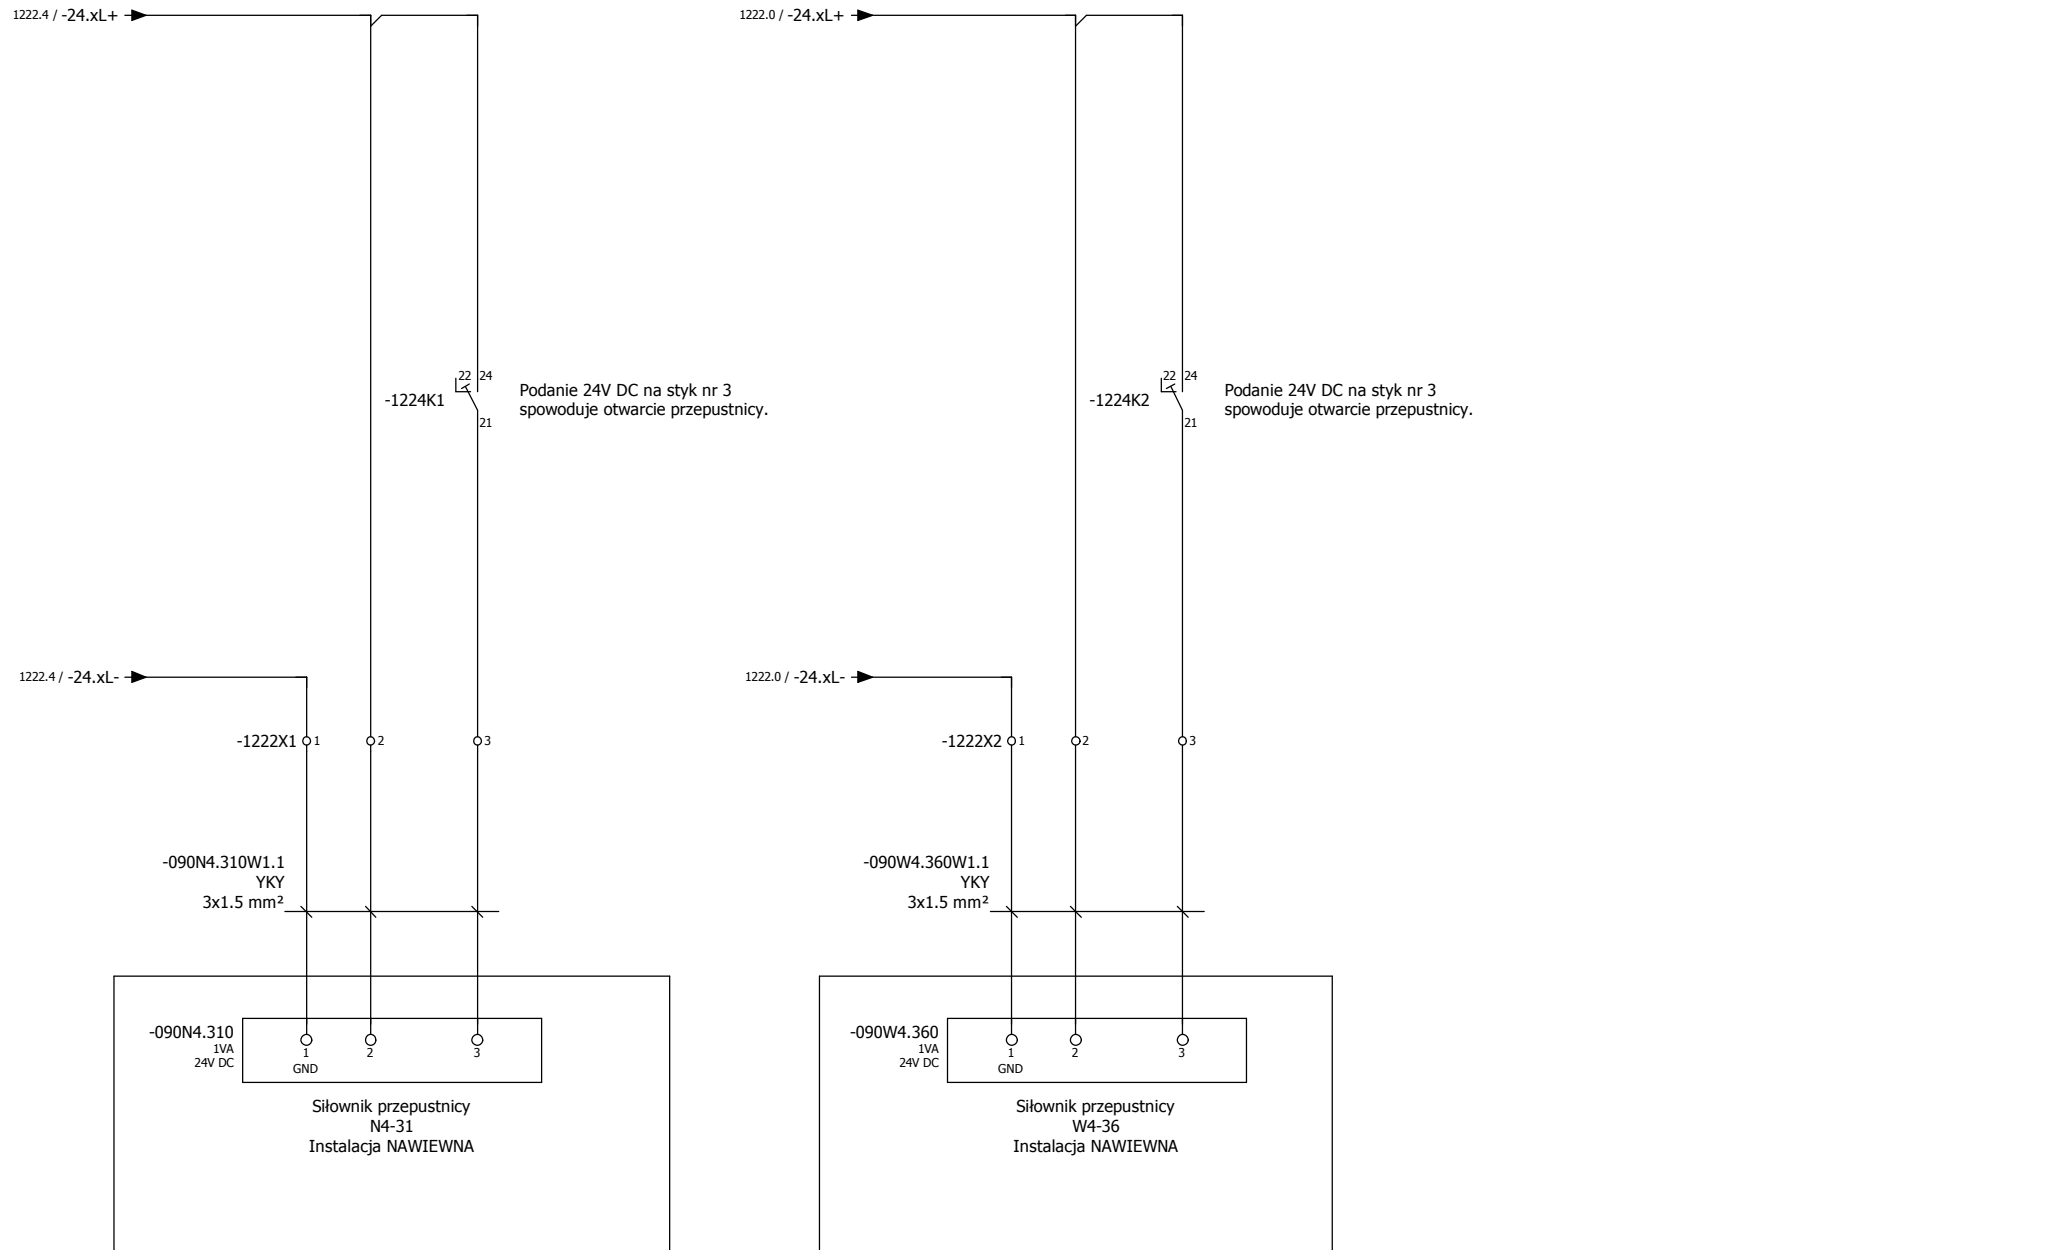 1222.4 / -24.xL+
22 24
-1224K1
21
Podanie 24V DC na styk nr 3
spowoduje otwarcie przepustnicy.
1222.4 / -24.xL-
-1222X1 1 2 3
-090N4.310W1.1
YKY
3x1.5 mm²
-090N4.310
1VA
24V DC
1 2 3
GND
Siłownik przepustnicy
N4-31
Instalacja NAWIEWNA
1222.0 / -24.xL+
22 24
-1224K2
21
Podanie 24V DC na styk nr 3
spowoduje otwarcie przepustnicy.
1222.0 / -24.xL-
-1222X2 1 2 3
-090W4.360W1.1
YKY
3x1.5 mm²
-090W4.360
1VA
24V DC
1 2 3
GND
Siłownik przepustnicy
W4-36
Instalacja NAWIEWNA